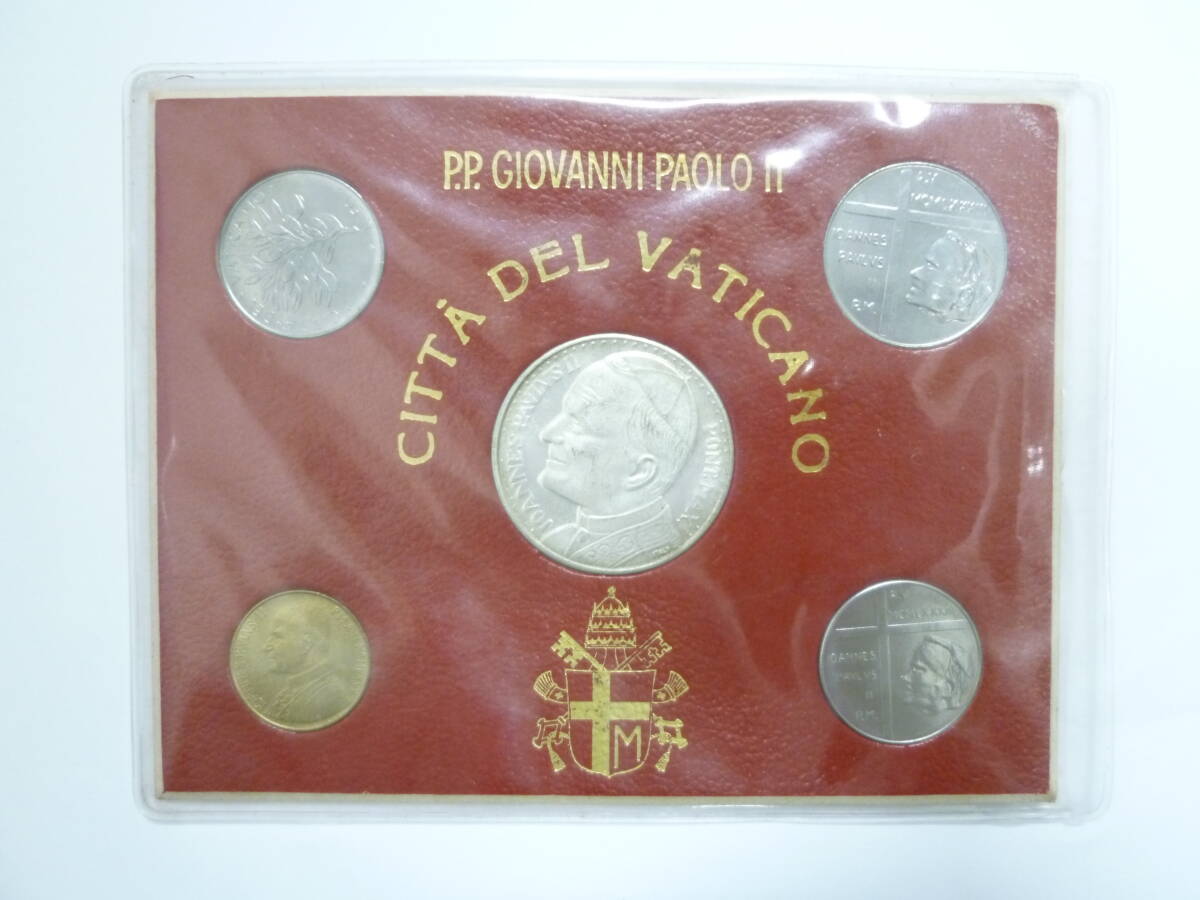 P.P. GIOVANNI PAOLO II
CITTÀ DEL VATICANO
IOANNES
PAVLVS
II
P.M.
IOANNES PAVLVS II
M
IOANNES
PAVLVS
II
P.M.